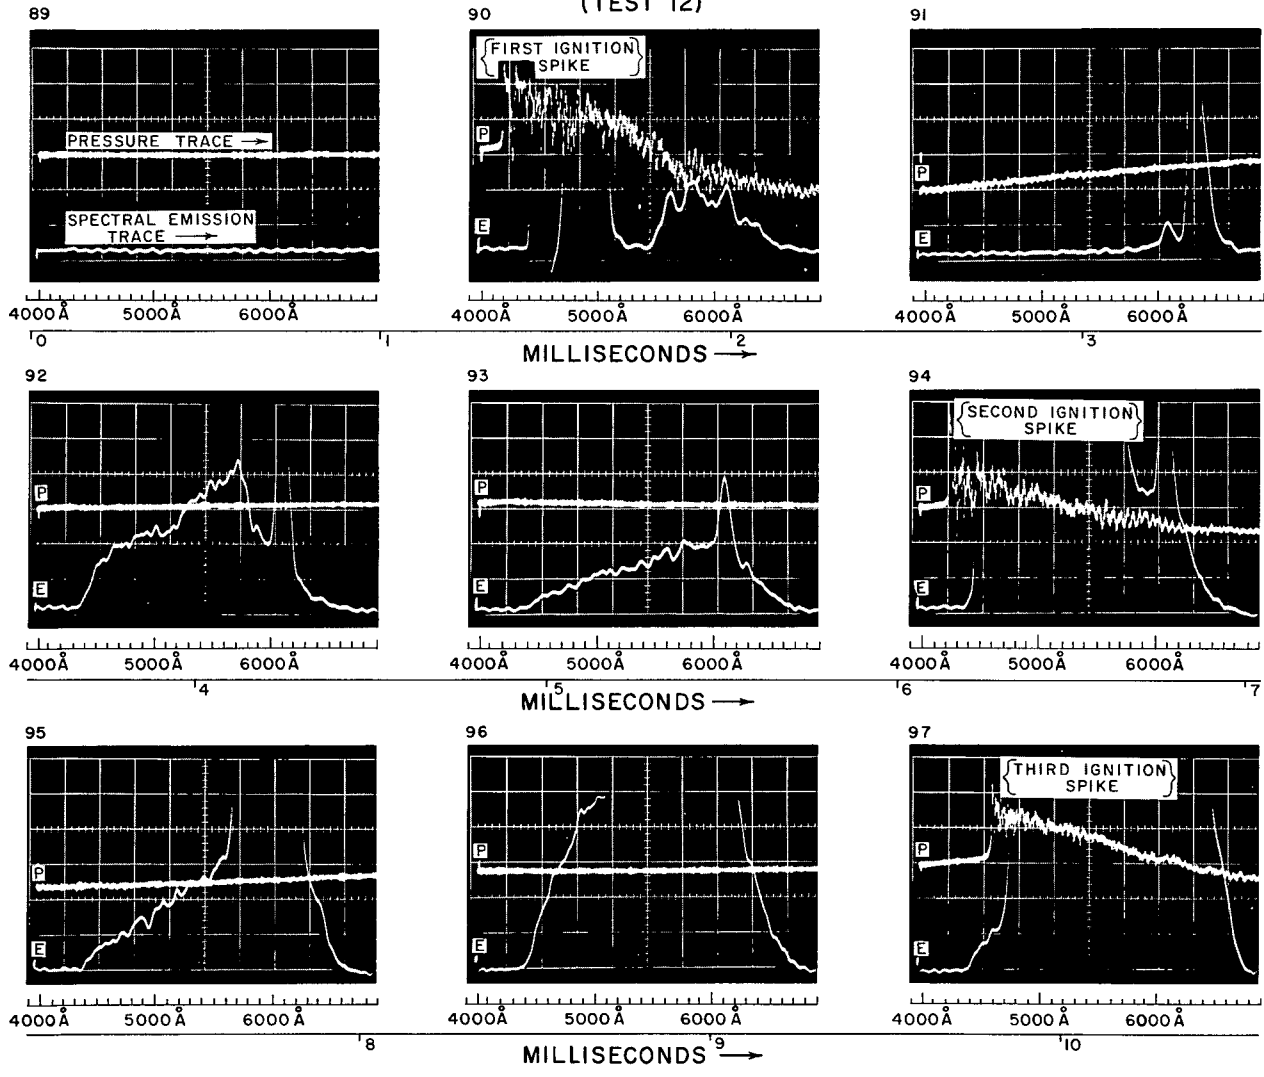 (TEST 12)
89
90
91
PRESSURE TRACE →
SPECTRAL EMISSION
TRACE →
{FIRST IGNITION
SPIKE}
P
E
P
E
4000Å 5000Å 6000Å
4000Å 5000Å 6000Å
4000Å 5000Å 6000Å
0 1 2 3
MILLISECONDS →
92
93
94
P
E
P
E
{SECOND IGNITION
SPIKE}
P
E
4000Å 5000Å 6000Å
4000Å 5000Å 6000Å
4000Å 5000Å 6000Å
4 5 6 7
MILLISECONDS →
95
96
97
P
E
P
E
{THIRD IGNITION
SPIKE}
P
E
4000Å 5000Å 6000Å
4000Å 5000Å 6000Å
4000Å 5000Å 6000Å
8 9 10
MILLISECONDS →